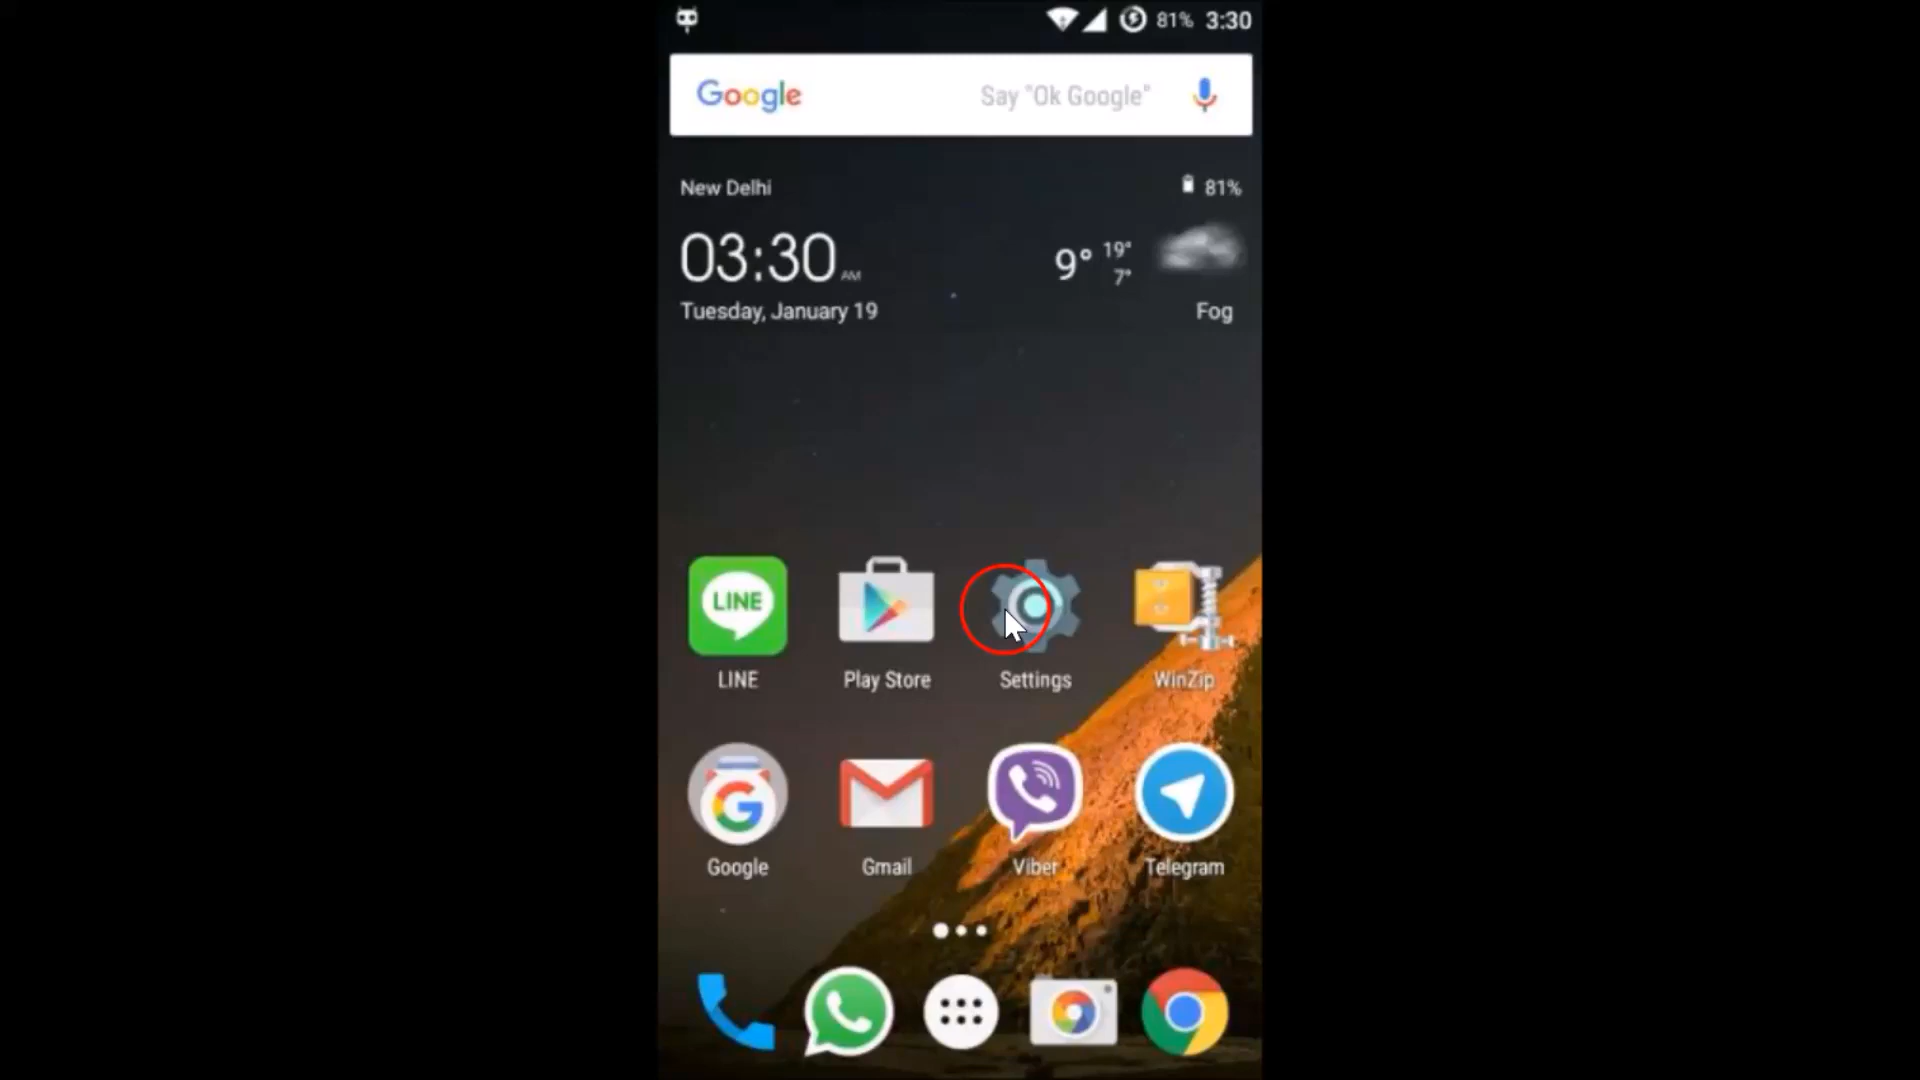 81% 3:30
Google Say "Ok Google"
New Delhi 81%
03:30 AM 9° 19° 7°
Tuesday, January 19 Fog
LINE
LINE Play Store Settings WinZip
G
Google Gmail Viber Telegram